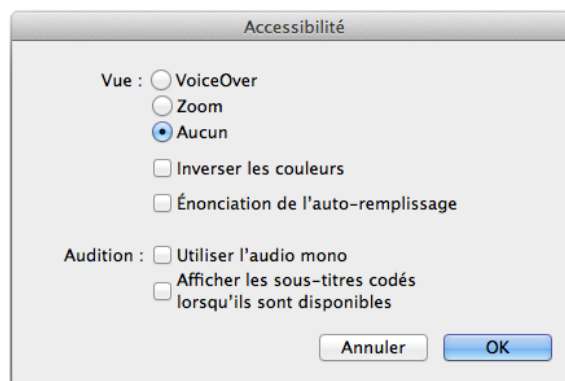 Accessibilité
Vue : VoiceOver
Zoom
Aucun
Inverser les couleurs
Énonciation de l’auto-remplissage
Audition : Utiliser l’audio mono
Afficher les sous-titres codés
lorsqu’ils sont disponibles
Annuler OK